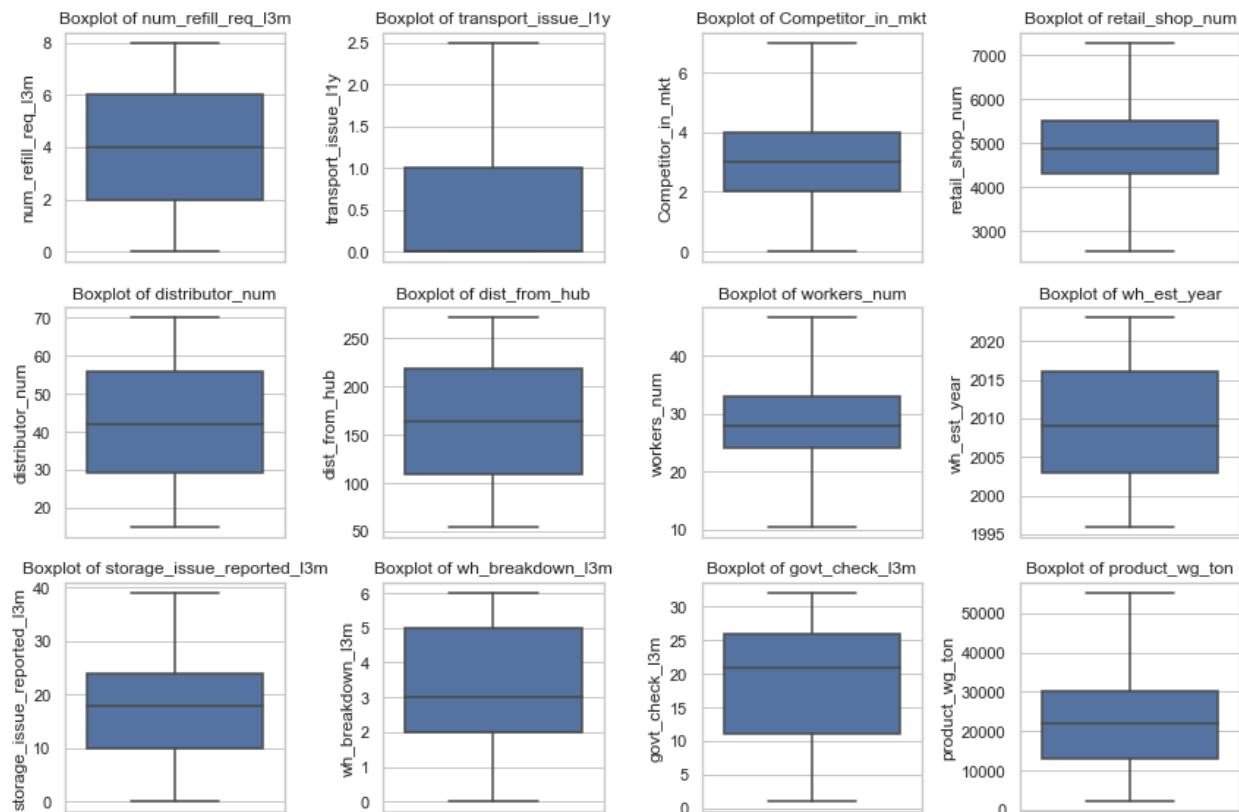 Boxplot of num_refill_req_l3m
Boxplot of transport_issue_l1y
Boxplot of Competitor_in_mkt
Boxplot of retail_shop_num
num_refill_req_l3m
8
6
4
2
0
transport_issue_l1y
2.5
2.0
1.5
1.0
0.5
0.0
Competitor_in_mkt
6
4
2
0
retail_shop_num
7000
6000
5000
4000
3000
Boxplot of distributor_num
Boxplot of dist_from_hub
Boxplot of workers_num
Boxplot of wh_est_year
distributor_num
70
60
50
40
30
20
dist_from_hub
250
200
150
100
50
workers_num
40
30
20
10
wh_est_year
2020
2015
2010
2005
2000
1995
Boxplot of storage_issue_reported_l3m
Boxplot of wh_breakdown_l3m
Boxplot of govt_check_l3m
Boxplot of product_wg_ton
storage_issue_reported_l3m
40
30
20
10
0
wh_breakdown_l3m
6
5
4
3
2
1
0
govt_check_l3m
30
25
20
15
10
5
0
product_wg_ton
50000
40000
30000
20000
10000
0